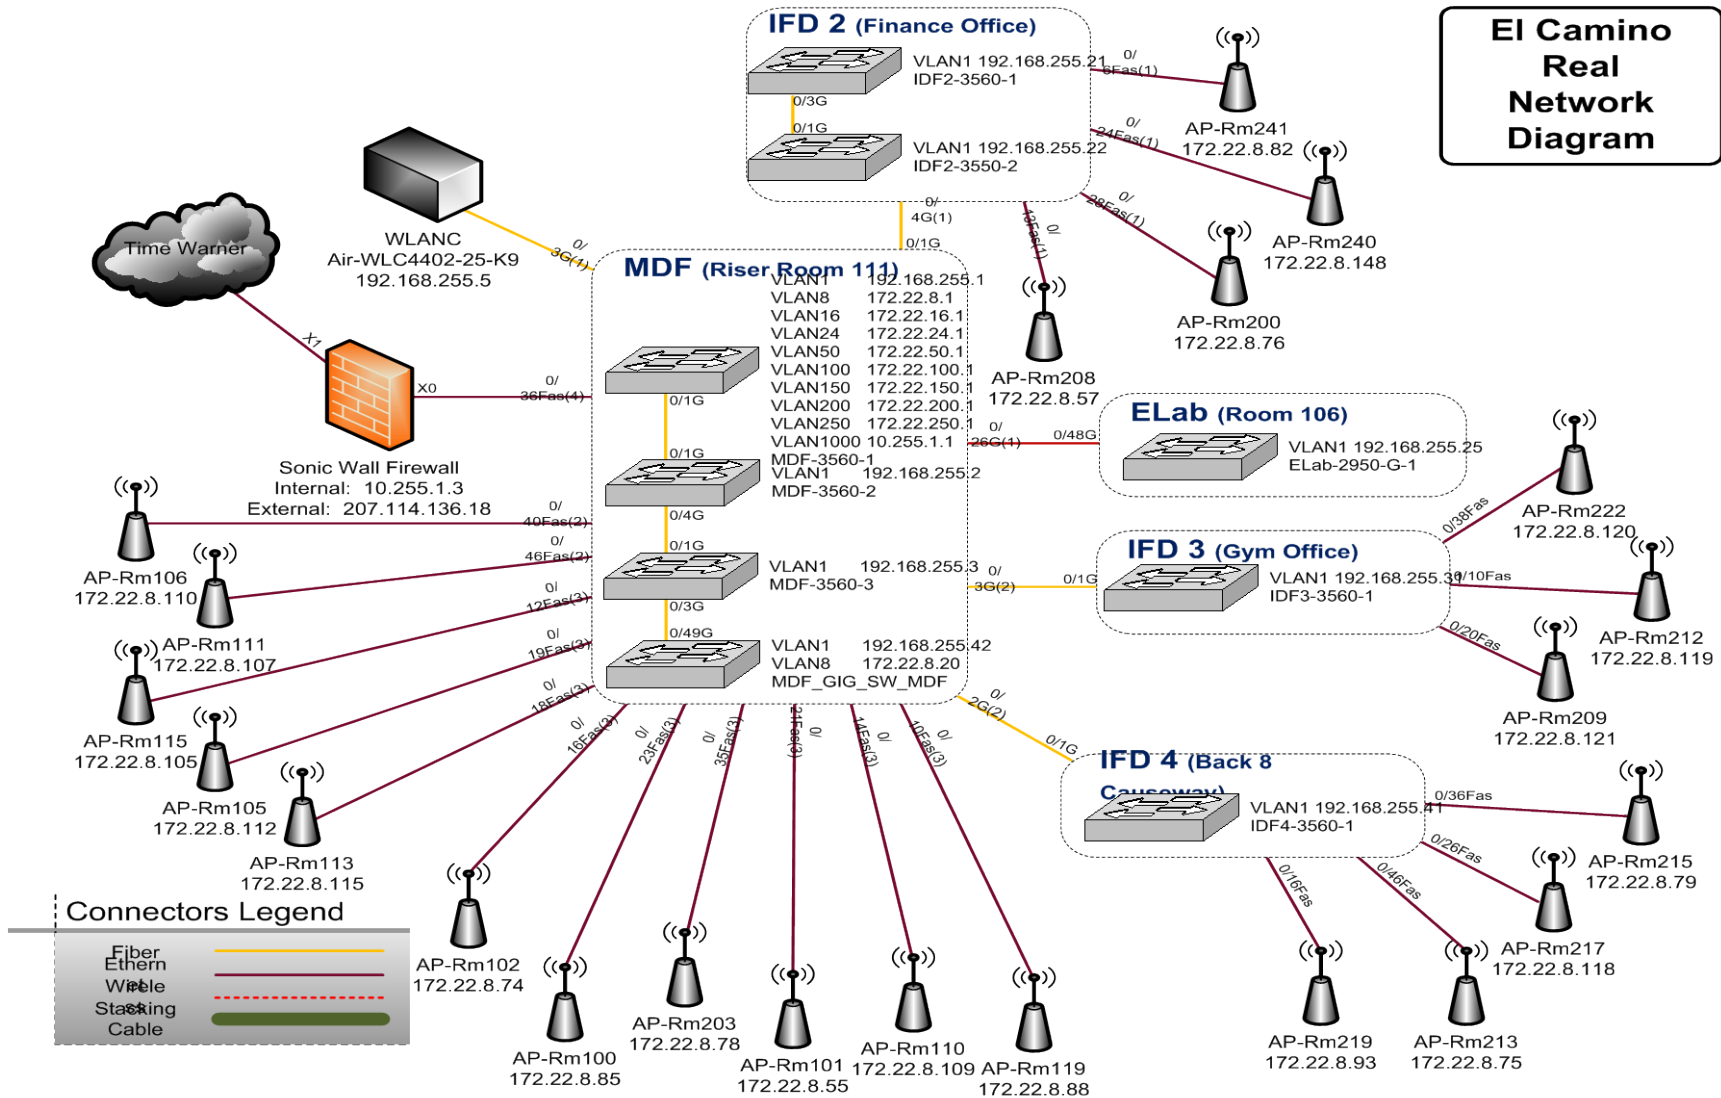 El Camino
Real
Network
Diagram
IFD 2 (Finance Office)
VLAN1 192.168.255.21
IDF2-3560-1
0/3G
0/1G
VLAN1 192.168.255.22
IDF2-3550-2
0/
6Fas(1)
AP-Rm241
172.22.8.82
0/
24Fas(1)
AP-Rm240
172.22.8.148
0/
28Fas(1)
AP-Rm200
172.22.8.76
0/
13Fas(1)
AP-Rm208
172.22.8.57
0/
4G(1)
0/1G
WLANC
Air-WLC4402-25-K9
192.168.255.5
0/
3G(1)
Time Warner
X1
X0
0/
36Fas(4)
Sonic Wall Firewall
Internal: 10.255.1.3
External: 207.114.136.18
MDF (Riser Room 111)
VLAN1 192.168.255.1
VLAN8 172.22.8.1
VLAN16 172.22.16.1
VLAN24 172.22.24.1
VLAN50 172.22.50.1
VLAN100 172.22.100.1
VLAN150 172.22.150.1
VLAN200 172.22.200.1
VLAN250 172.22.250.1
VLAN1000 10.255.1.1
MDF-3560-1
0/1G
0/1G
VLAN1 192.168.255.2
MDF-3560-2
0/4G
0/1G
VLAN1 192.168.255.3
MDF-3560-3
0/3G
0/49G
VLAN1 192.168.255.42
VLAN8 172.22.8.20
MDF_GIG_SW_MDF
0/
26G(1)
0/48G
ELab (Room 106)
VLAN1 192.168.255.25
ELab-2950-G-1
0/
3G(2)
0/1G
IFD 3 (Gym Office)
VLAN1 192.168.255.31
IDF3-3560-1
0/38Fas
AP-Rm222
172.22.8.120
0/10Fas
AP-Rm212
172.22.8.119
0/20Fas
AP-Rm209
172.22.8.121
0/
2G(2)
0/1G
IFD 4 (Back 8
Causeway)
VLAN1 192.168.255.41
IDF4-3560-1
0/36Fas
AP-Rm215
172.22.8.79
0/26Fas
AP-Rm217
172.22.8.118
0/46Fas
AP-Rm213
172.22.8.75
0/16Fas
AP-Rm219
172.22.8.93
0/
40Fas(2)
AP-Rm106
172.22.8.110
0/
46Fas(2)
AP-Rm111
172.22.8.107
0/
12Fas(3)
AP-Rm115
172.22.8.105
0/
19Fas(3)
AP-Rm105
172.22.8.112
0/
18Fas(3)
AP-Rm113
172.22.8.115
0/
16Fas(3)
AP-Rm102
172.22.8.74
0/
23Fas(3)
AP-Rm100
172.22.8.85
0/
35Fas(3)
AP-Rm203
172.22.8.78
0/
21Fas(3)
AP-Rm101
172.22.8.55
0/
14Fas(3)
AP-Rm110
172.22.8.109
0/
10Fas(3)
AP-Rm119
172.22.8.88
Connectors Legend
Fiber
Ethern
et
Wirele
ss
Stacking
Cable